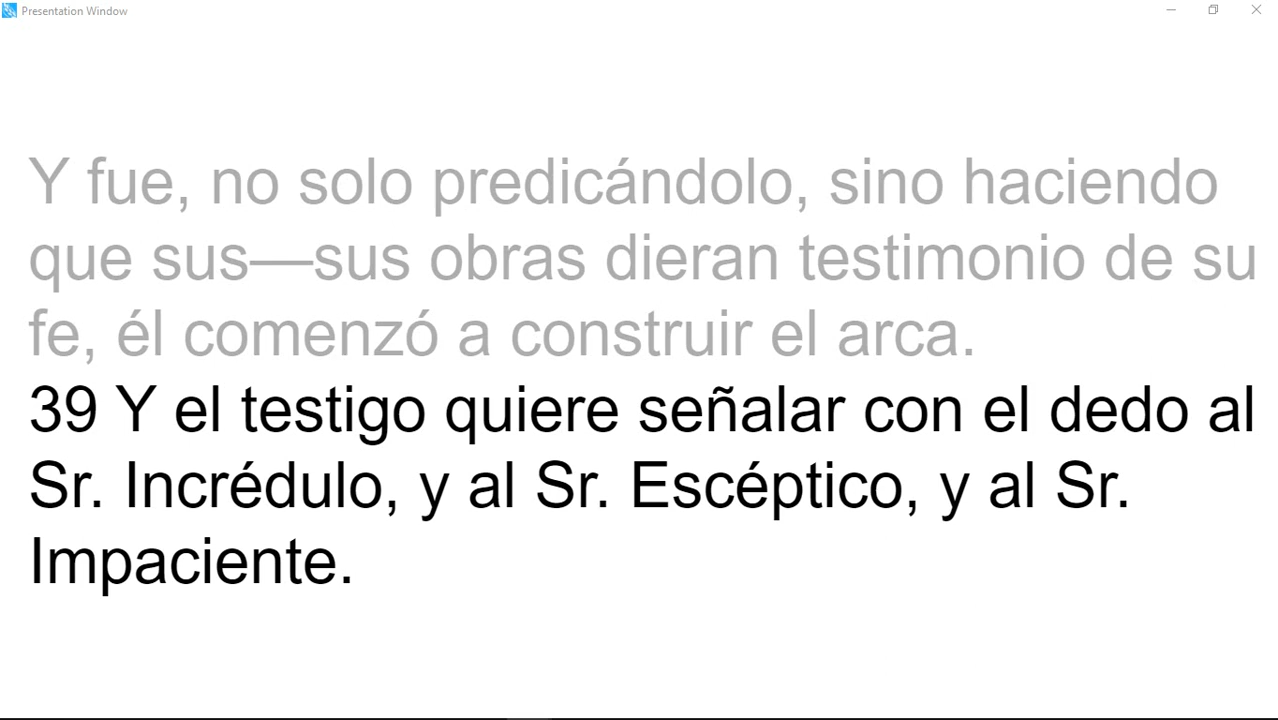 Presentation Window
Y fue, no solo predicándolo, sino haciendo
que sus—sus obras dieran testimonio de su
fe, él comenzó a construir el arca.
39 Y el testigo quiere señalar con el dedo al
Sr. Incrédulo, y al Sr. Escéptico, y al Sr.
Impaciente.